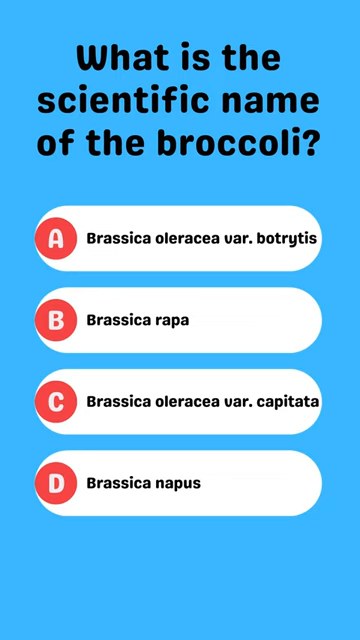 What is the
scientific name
of the broccoli?
A Brassica oleracea var. botrytis
B Brassica rapa
C Brassica oleracea var. capitata
D Brassica napus